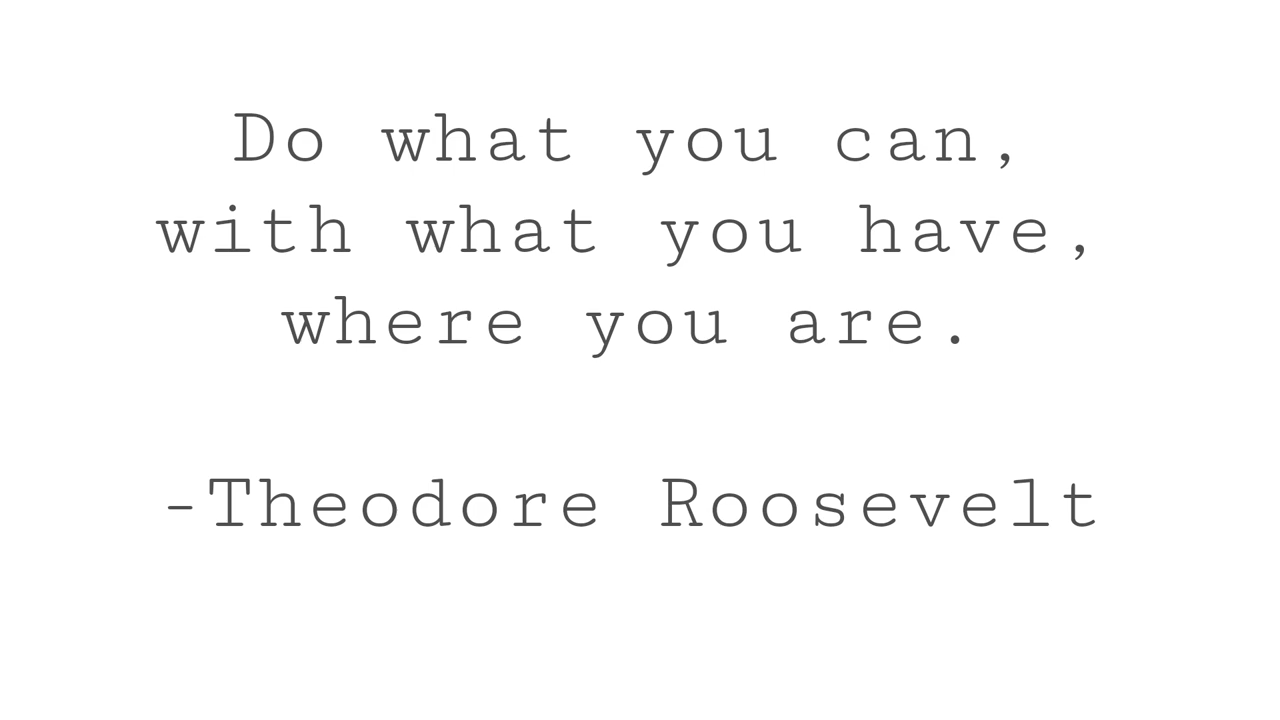 Do what you can,
with what you have,
where you are.
-Theodore Roosevelt